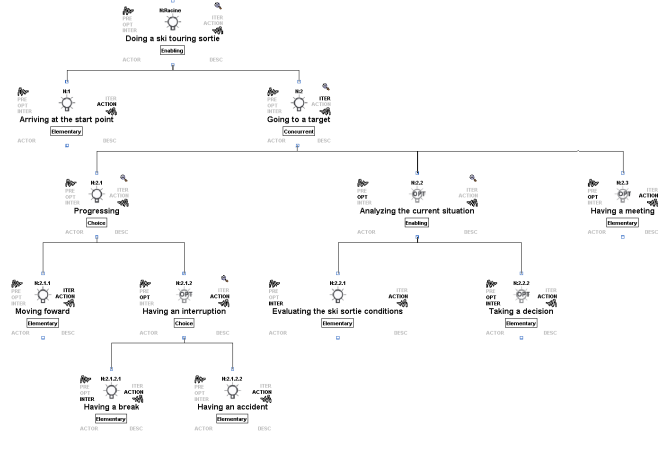 N:Racine
PRE ITER
OPT ACTION
INTER
Doing a ski touring sortie
Enabling
ACTOR DESC
N:1 N:2
PRE ITER PRE ITER
OPT ACTION OPT ACTION
INTER INTER
Arriving at the start point Going to a target
Elementary Concurrent
ACTOR DESC ACTOR DESC
N:2.1 N:2.2 N:2.3
PRE ITER PRE OPT ITER PRE OPT ITER
OPT ACTION OPT ACTION OPT ACTION
INTER INTER INTER
Progressing Analyzing the current situation Having a meeting
Choice Enabling Elementary
ACTOR DESC ACTOR DESC ACTOR DESC
N:2.1.1 N:2.1.2 N:2.2.1 N:2.2.2
PRE ITER PRE OPT ITER PRE ITER PRE OPT ITER
OPT ACTION OPT ACTION OPT ACTION OPT ACTION
INTER INTER INTER INTER
Moving foward Having an interruption Evaluating the ski sortie conditions Taking a decision
Elementary Choice Elementary Elementary
ACTOR DESC ACTOR DESC ACTOR DESC ACTOR DESC
N:2.1.2.1 N:2.1.2.2
PRE ITER PRE ITER
OPT ACTION OPT ACTION
INTER INTER
Having a break Having an accident
Elementary Elementary
ACTOR DESC ACTOR DESC